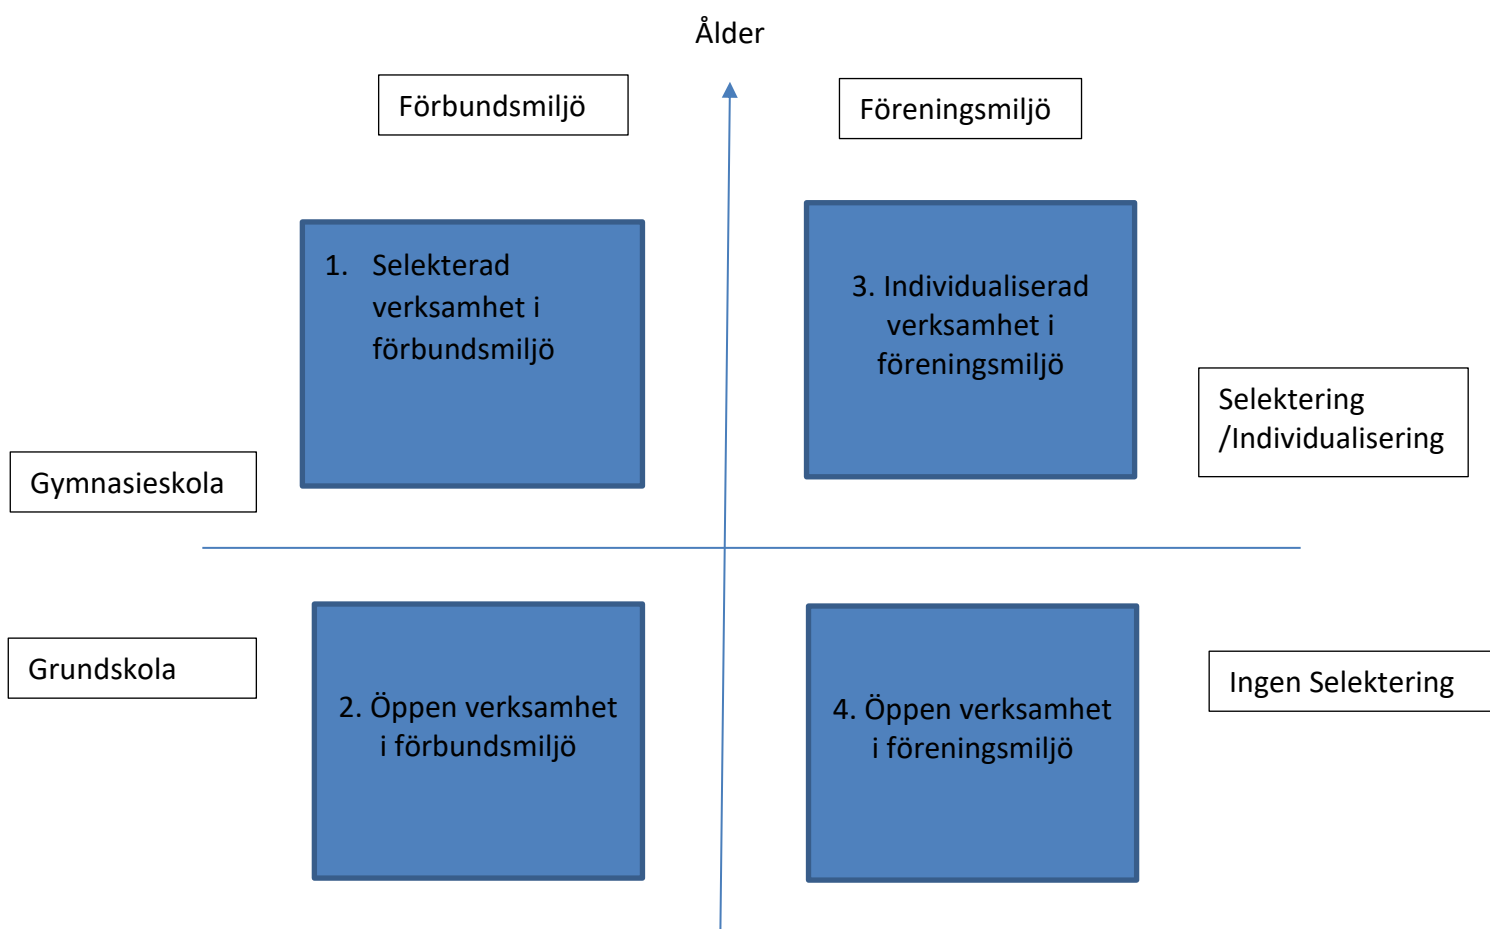 Ålder
Förbundsmiljö
Föreningsmiljö
1. Selekterad
verksamhet i
förbundsmiljö
3. Individualiserad
verksamhet i
föreningsmiljö
Selektering
/Individualisering
Gymnasieskola
Grundskola
2. Öppen verksamhet
i förbundsmiljö
4. Öppen verksamhet
i föreningsmiljö
Ingen Selektering